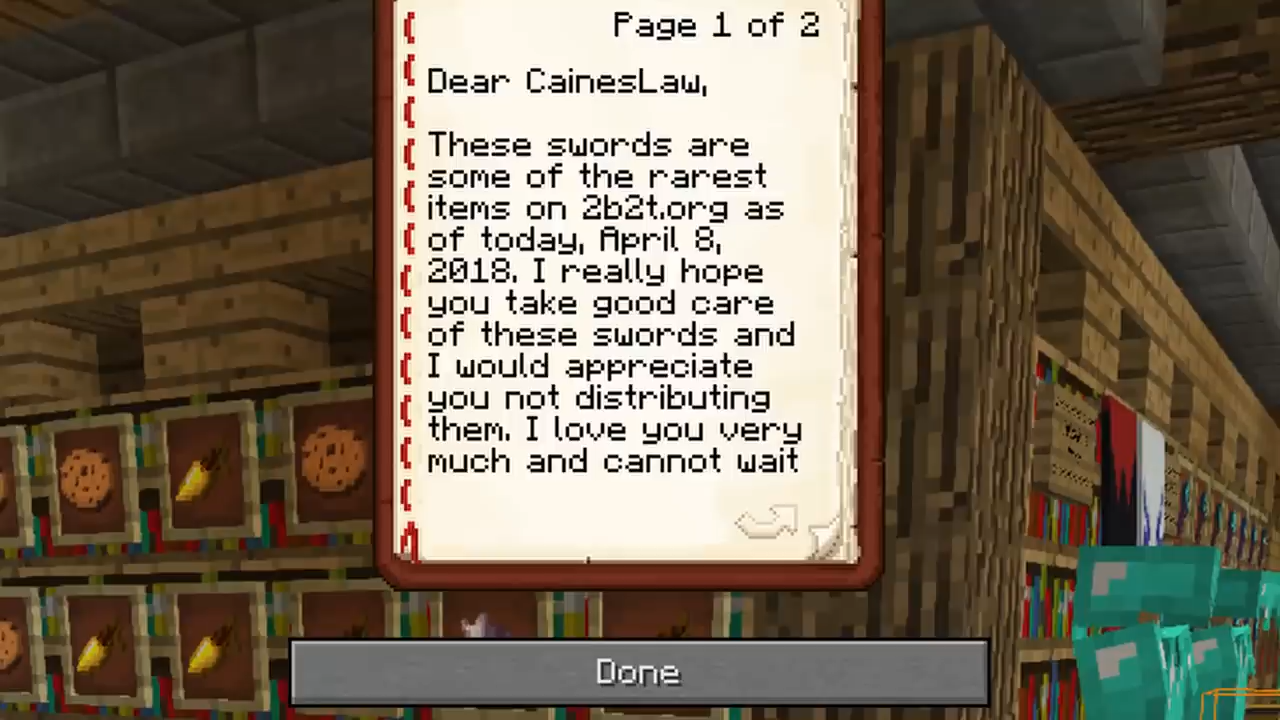 Page 1 of 2
Dear CainesLaw,
These swords are
some of the rarest
items on 2b2t.org as
of today, April 8,
2018. I really hope
you take good care
of these swords and
I would appreciate
you not distributing
them. I love you very
much and cannot wait
Done